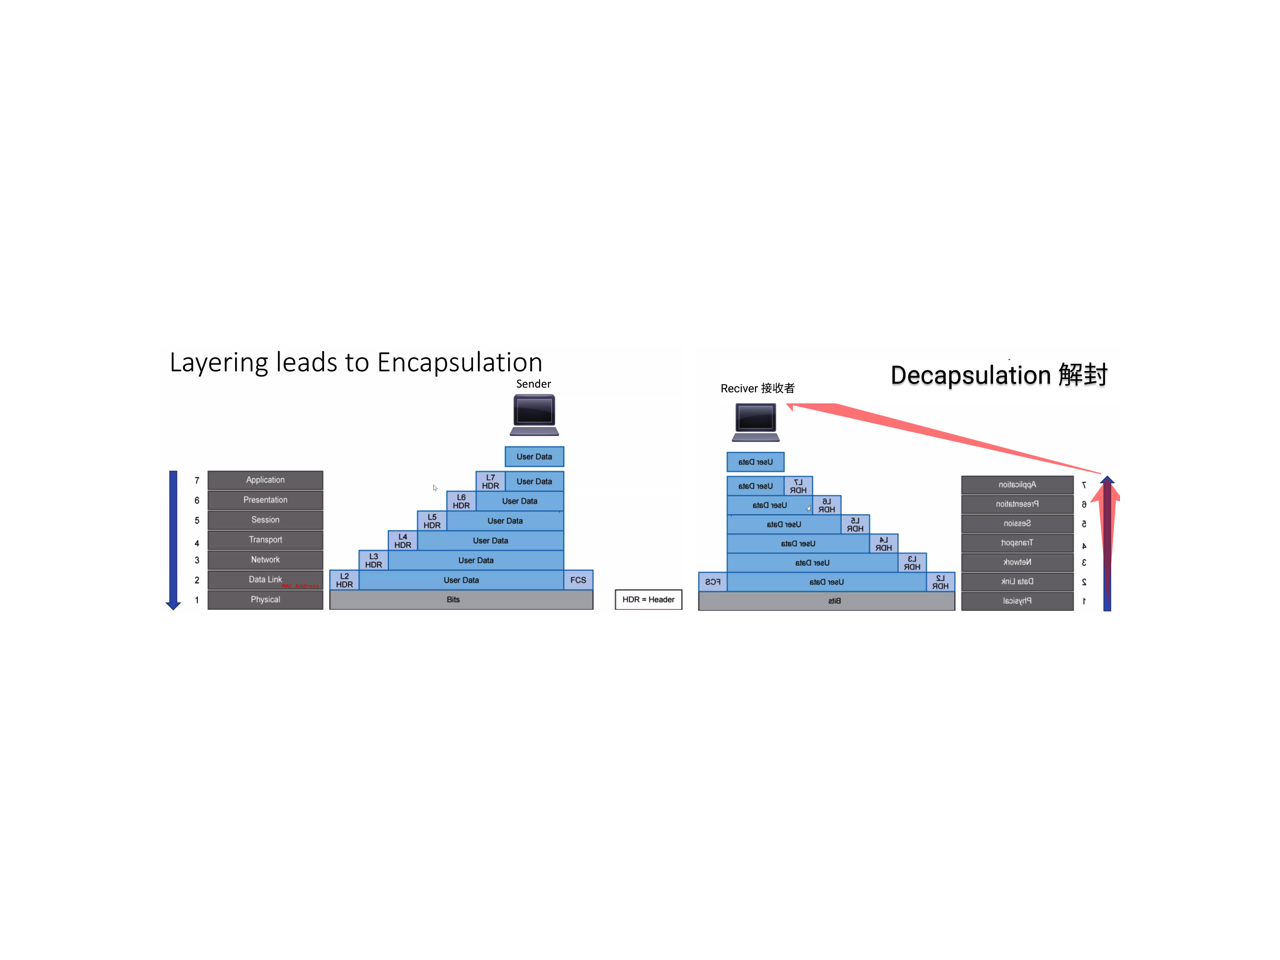 Layering leads to Encapsulation
Sender
User Data
7 Application L7 HDR User Data
6 Presentation L6 HDR User Data
5 Session L5 HDR User Data
4 Transport L4 HDR User Data
3 Network L3 HDR User Data
2 Data Link L2 HDR User Data FCS
1 Physical Bits
HDR = Header
Decapsulation 解封
Reciver 接收者
User Data
User Data L7 HDR Application 7
User Data L6 HDR Presentation 6
User Data L5 HDR Session 5
User Data L4 HDR Transport 4
User Data L3 HDR Network 3
FCS User Data L2 HDR Data Link 2
Bits Physical 1